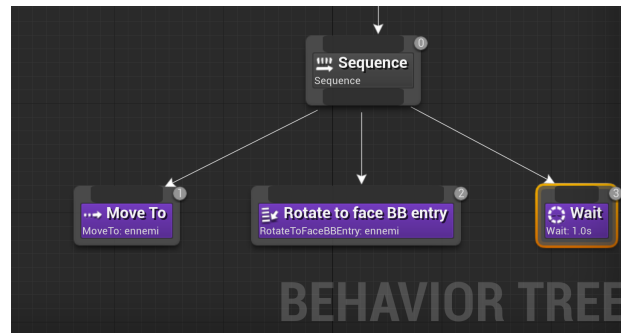 0
Sequence
Sequence
1
Move To
MoveTo: ennemi
2
Rotate to face BB entry
RotateToFaceBBEntry: ennemi
3
Wait
Wait: 1.0s
BEHAVIOR TREE